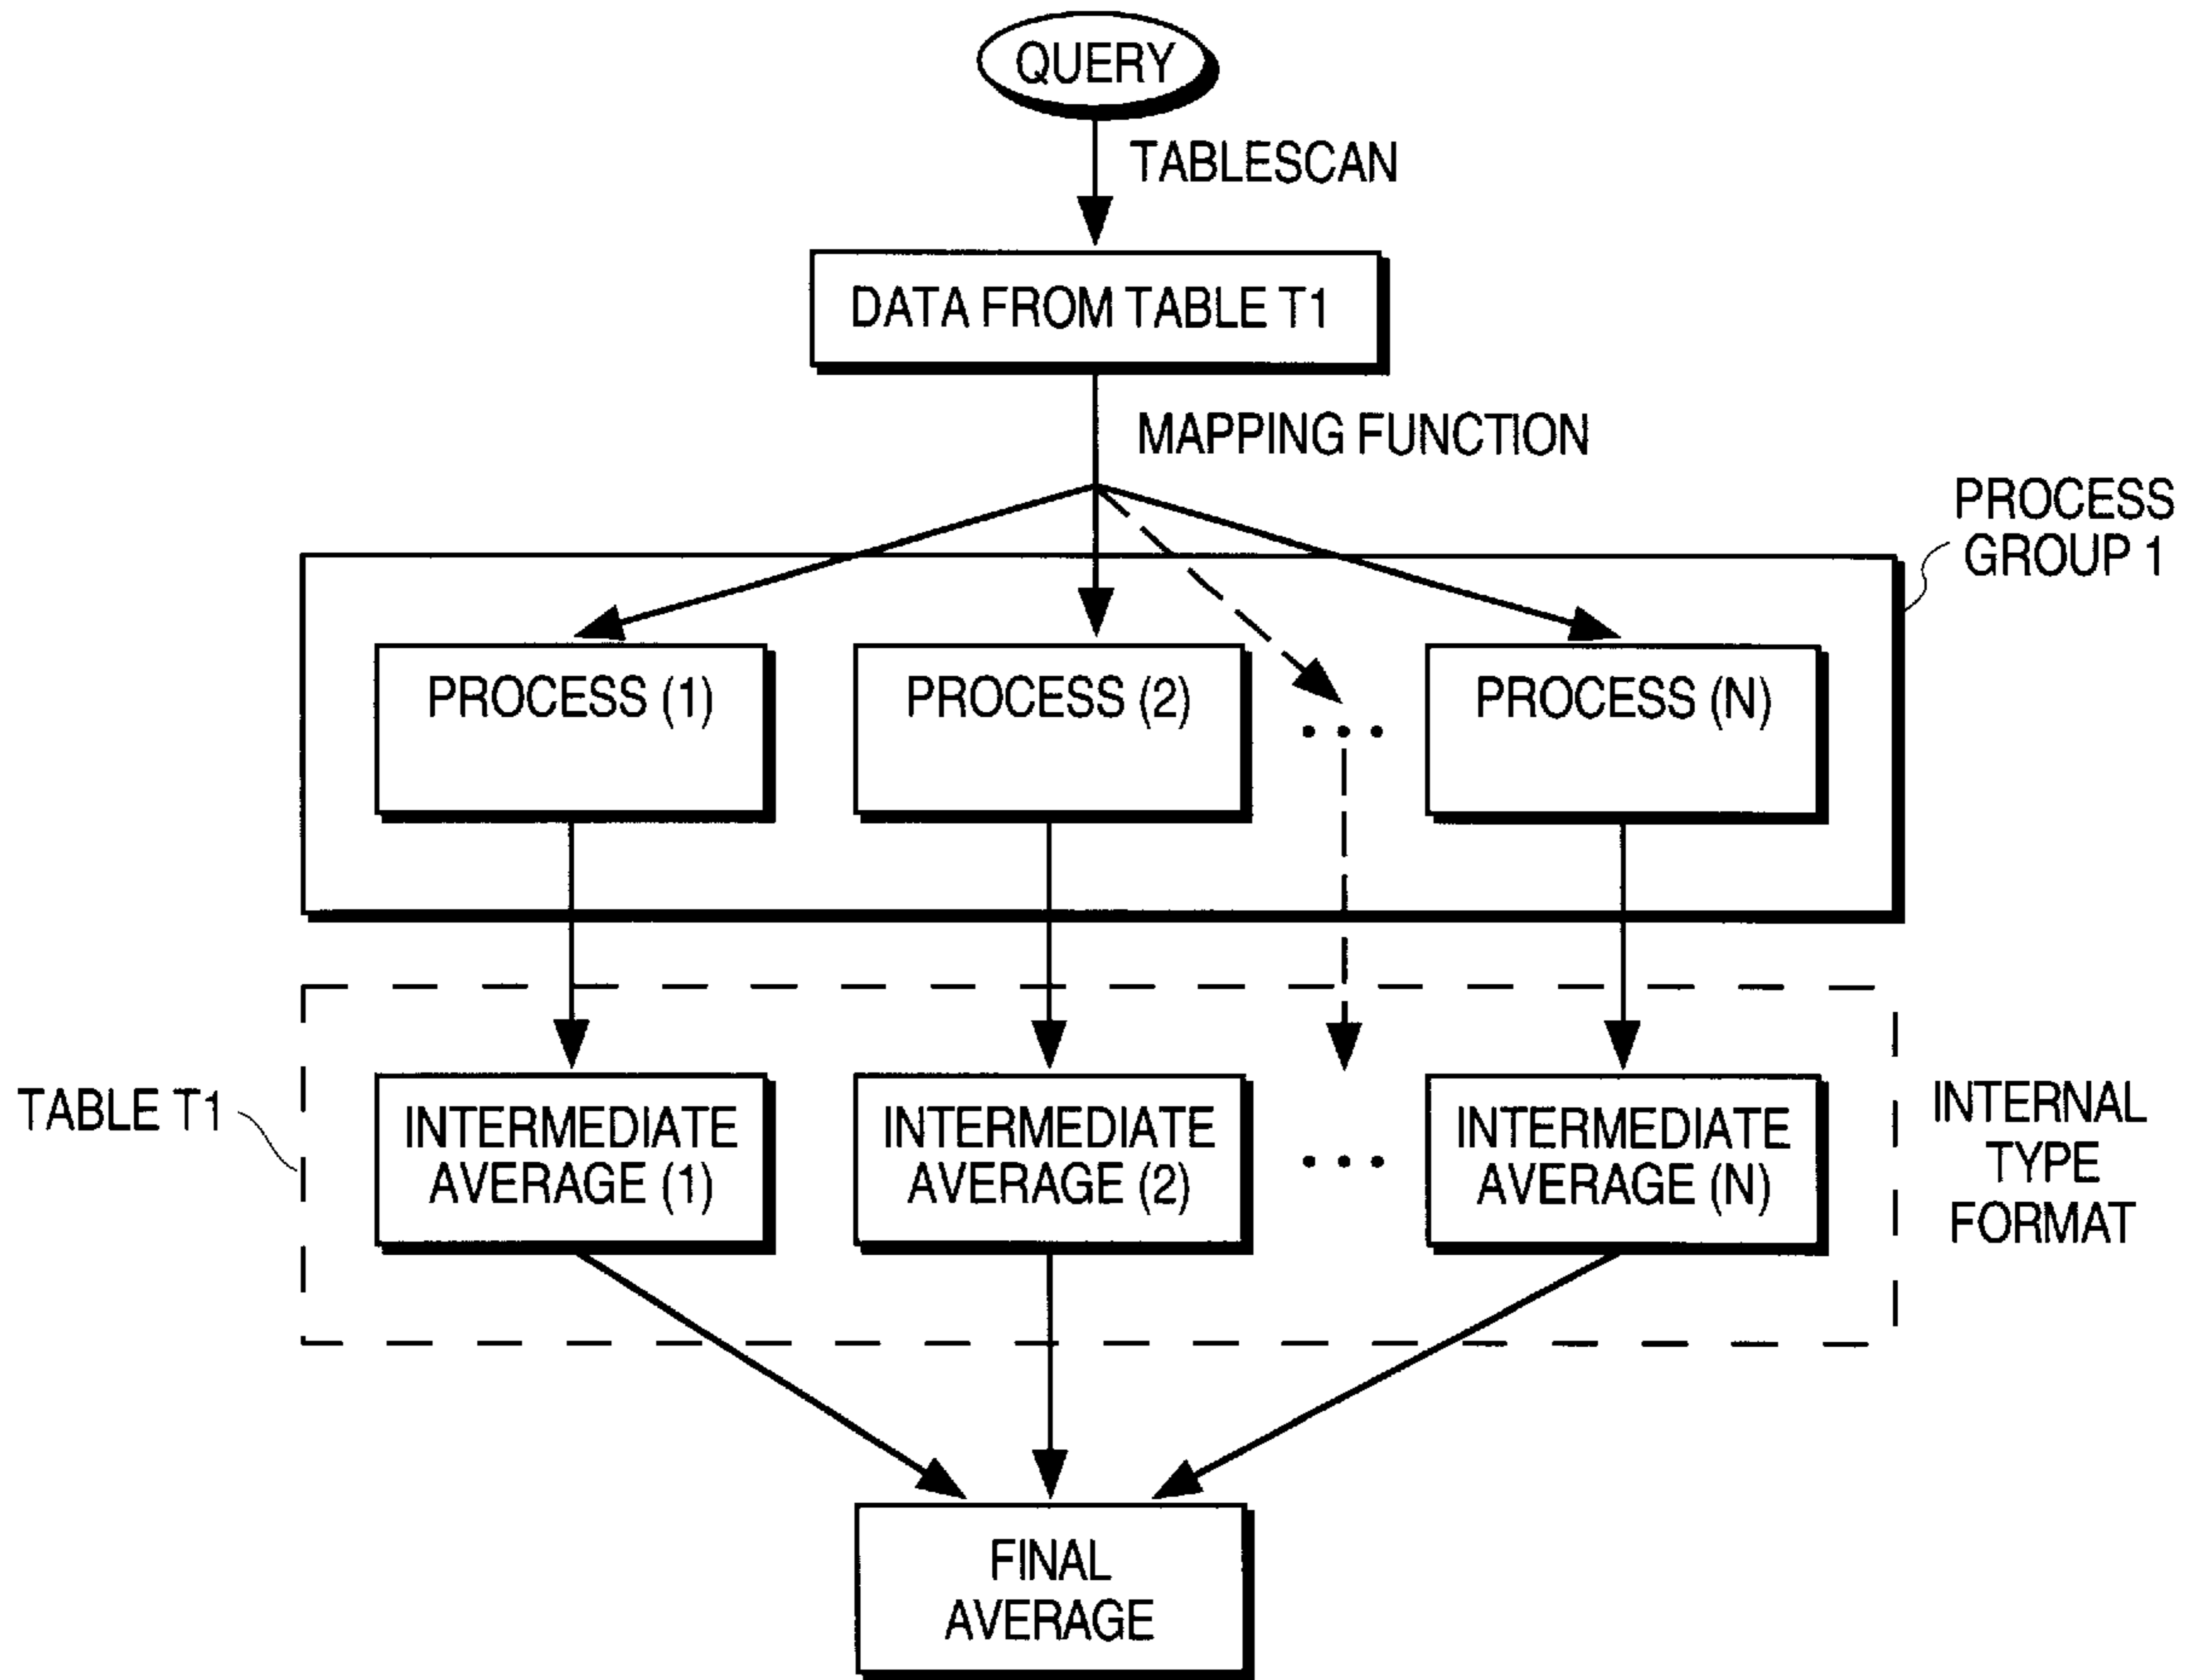 QUERY
TABLESCAN
DATA FROM TABLE T1
MAPPING FUNCTION
PROCESS
GROUP 1
PROCESS (1)
PROCESS (2)
...
PROCESS (N)
TABLE T1
INTERMEDIATE
AVERAGE (1)
INTERMEDIATE
AVERAGE (2)
...
INTERMEDIATE
AVERAGE (N)
INTERNAL
TYPE
FORMAT
FINAL
AVERAGE